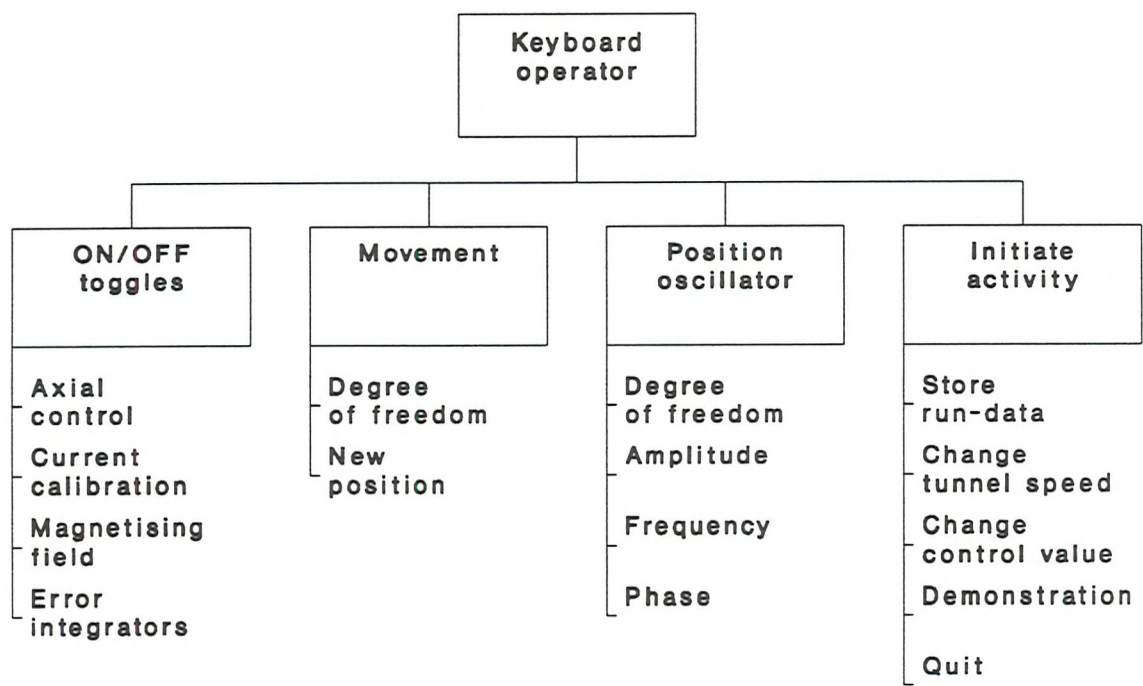 Keyboard
operator
ON/OFF
toggles
Axial
control
Current
calibration
Magnetising
field
Error
integrators
Movement
Degree
of freedom
New
position
Position
oscillator
Degree
of freedom
Amplitude
Frequency
Phase
Initiate
activity
Store
run-data
Change
tunnel speed
Change
control value
Demonstration
Quit